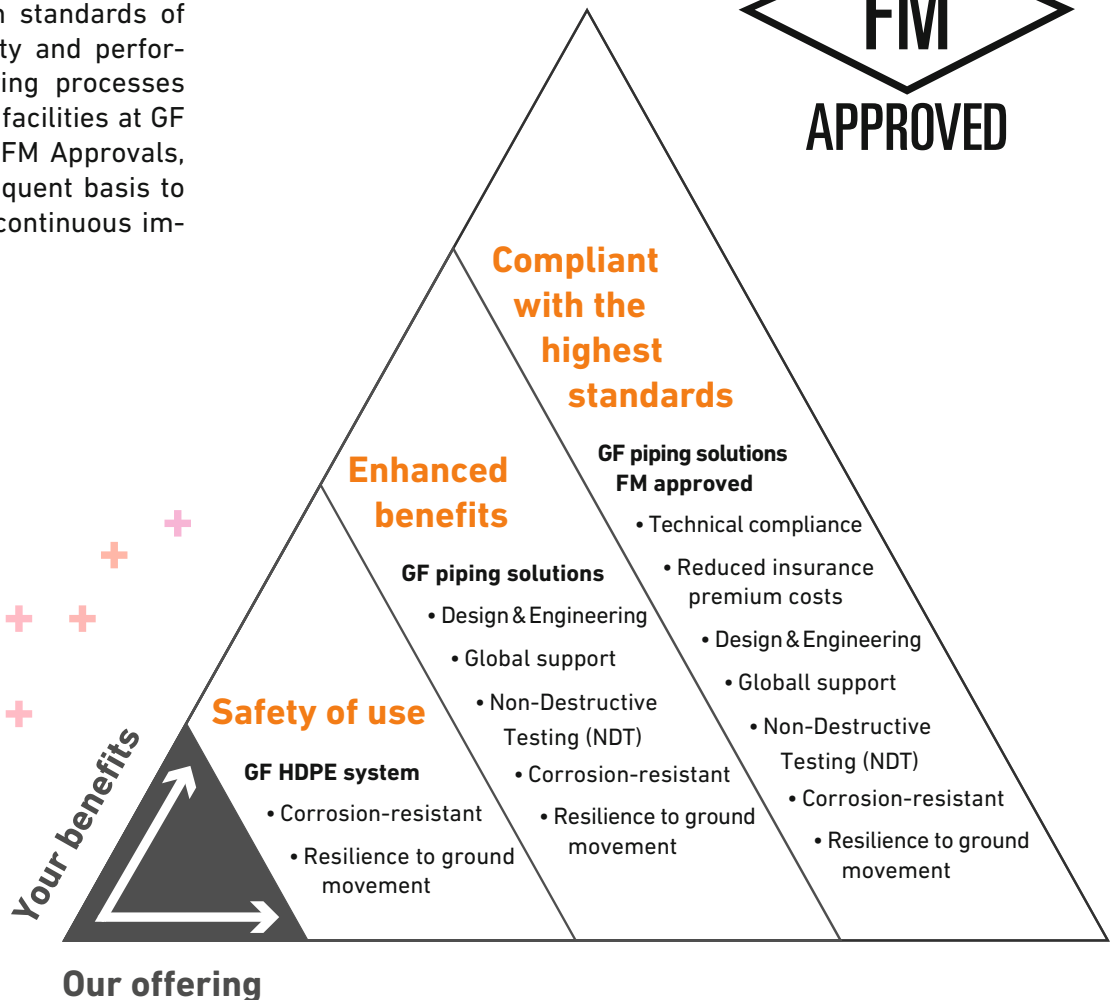 standards of
ty and perfor-
ing processes
facilities at GF
FM Approvals,
quent basis to
continuous im-
FM
APPROVED
Compliant
with the
highest
standards
GF piping solutions
FM approved
• Technical compliance
• Reduced insurance
premium costs
• Design & Engineering
• Globall support
• Non-Destructive
Testing (NDT)
• Corrosion-resistant
• Resilience to ground
movement
Enhanced
benefits
GF piping solutions
• Design & Engineering
• Global support
• Non-Destructive
Testing (NDT)
• Corrosion-resistant
• Resilience to ground
movement
Safety of use
GF HDPE system
• Corrosion-resistant
• Resilience to ground
movement
Your benefits
Our offering